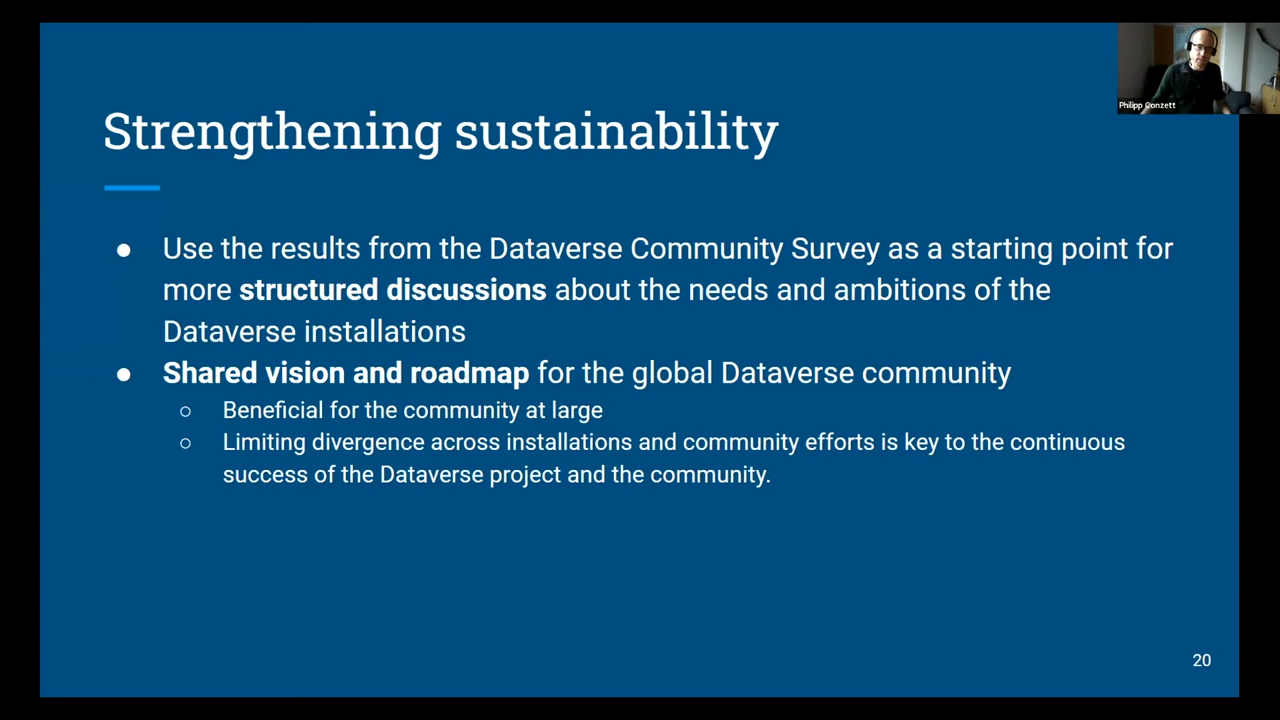 Philipp Conzett
Strengthening sustainability
● Use the results from the Dataverse Community Survey as a starting point for
more structured discussions about the needs and ambitions of the
Dataverse installations
● Shared vision and roadmap for the global Dataverse community
○ Beneficial for the community at large
○ Limiting divergence across installations and community efforts is key to the continuous
success of the Dataverse project and the community.
20